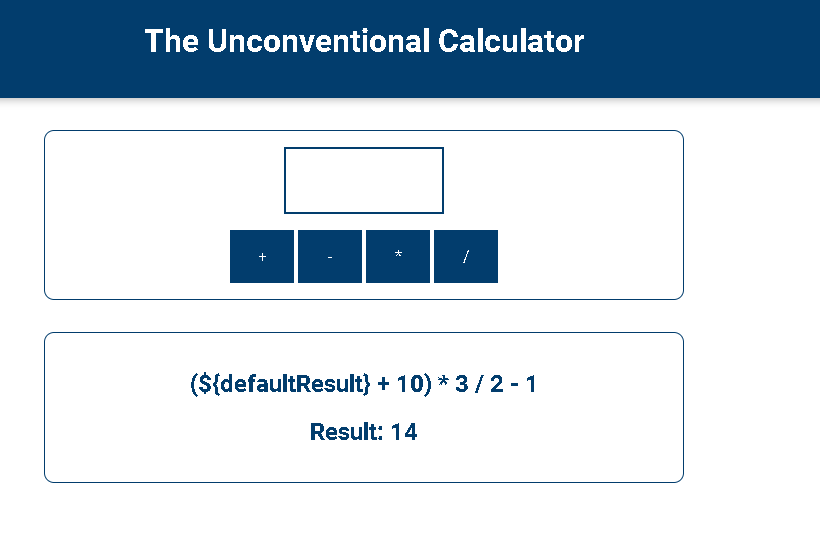 The Unconventional Calculator
+ - * /
(${defaultResult} + 10) * 3 / 2 - 1
Result: 14